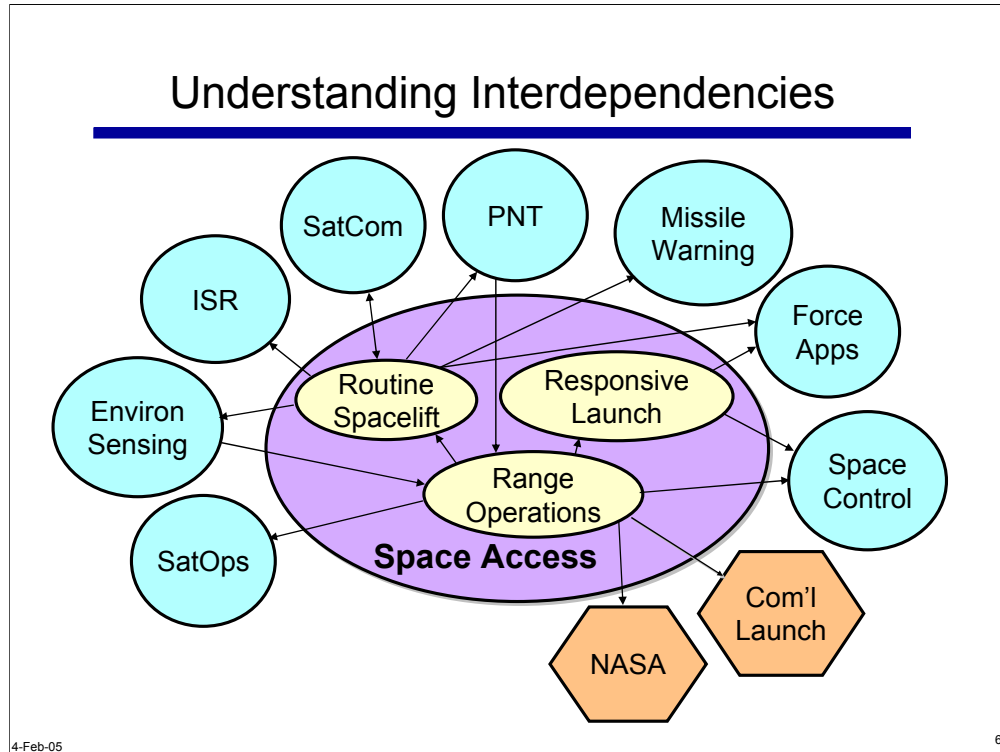 Understanding Interdependencies
SatCom
PNT
Missile
Warning
ISR
Force
Apps
Routine
Spacelift
Responsive
Launch
Environ
Sensing
Range
Operations
Space
Control
SatOps
Space Access
Com'l
Launch
NASA
4-Feb-05
6